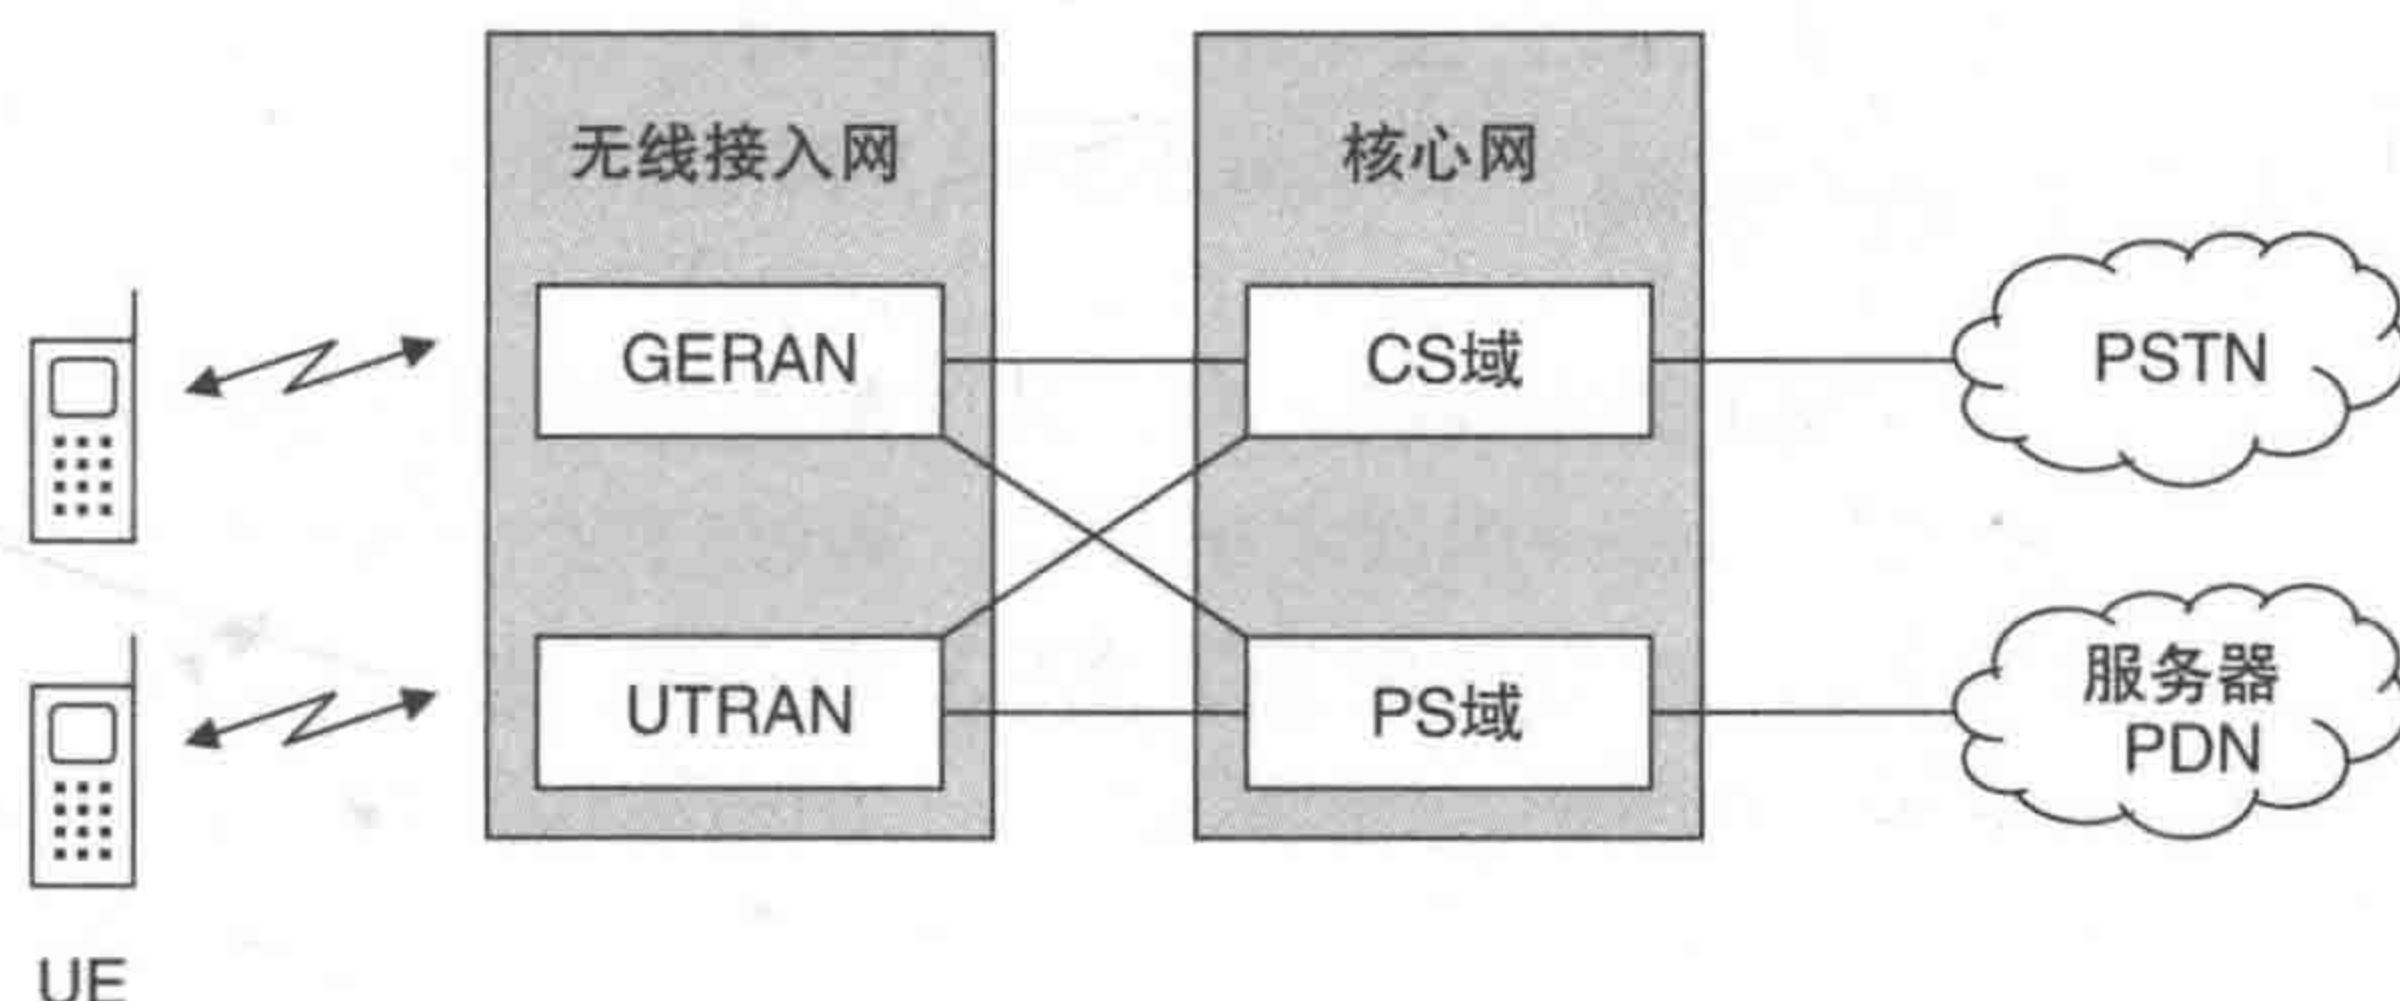 无线接入网
核心网
GERAN
CS域
PSTN
UTRAN
PS域
服务器
PDN
UE